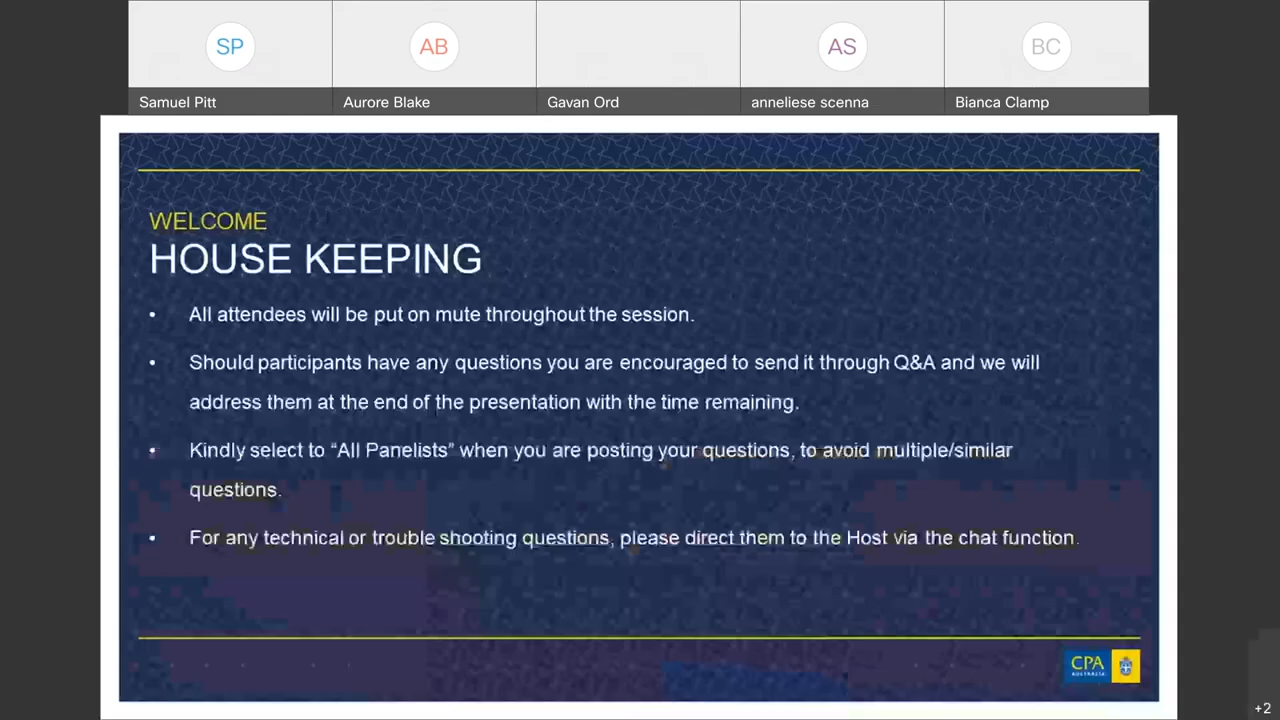 SP
AB
AS
BC
Samuel Pitt
Aurore Blake
Gavan Ord
anneliese scenna
Bianca Clamp
WELCOME
HOUSE KEEPING
• All attendees will be put on mute throughout the session.
• Should participants have any questions you are encouraged to send it through Q&A and we will
address them at the end of the presentation with the time remaining.
• Kindly select to “All Panelists” when you are posting your questions, to avoid multiple/similar
questions.
• For any technical or trouble shooting questions, please direct them to the Host via the chat function.
CPA
AUSTRALIA
+2